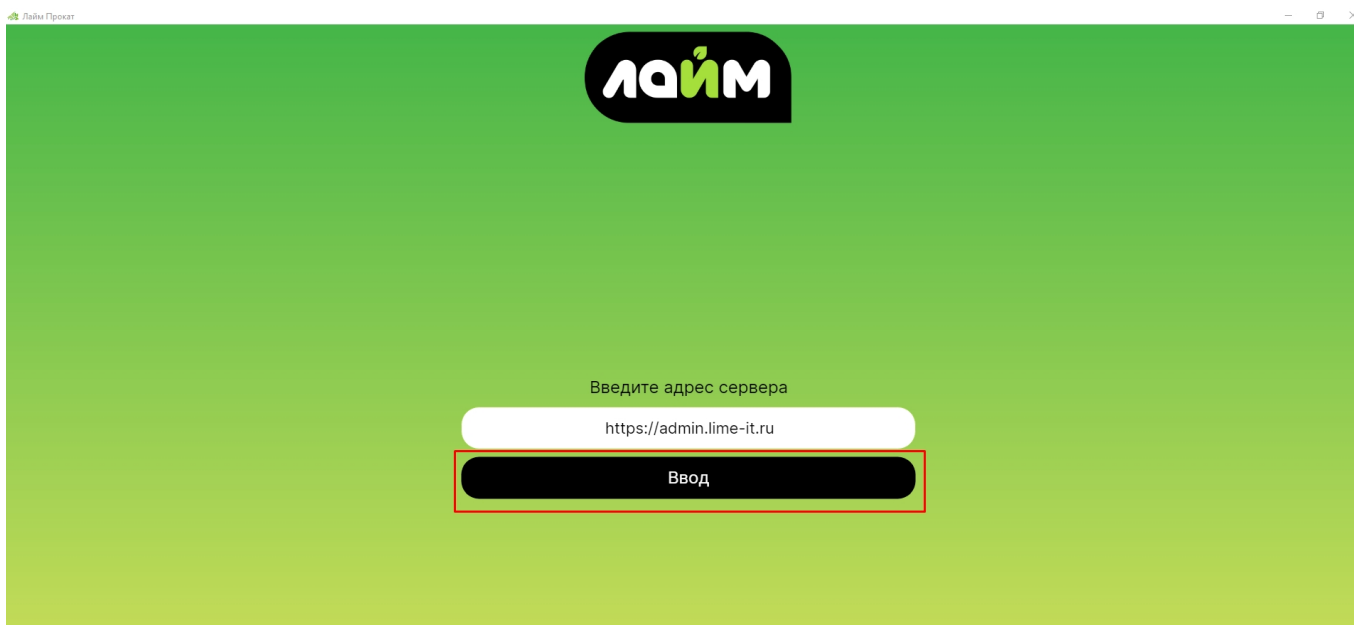 Лайм Прокат
лайм
Введите адрес сервера
https://admin.lime-it.ru
Ввод